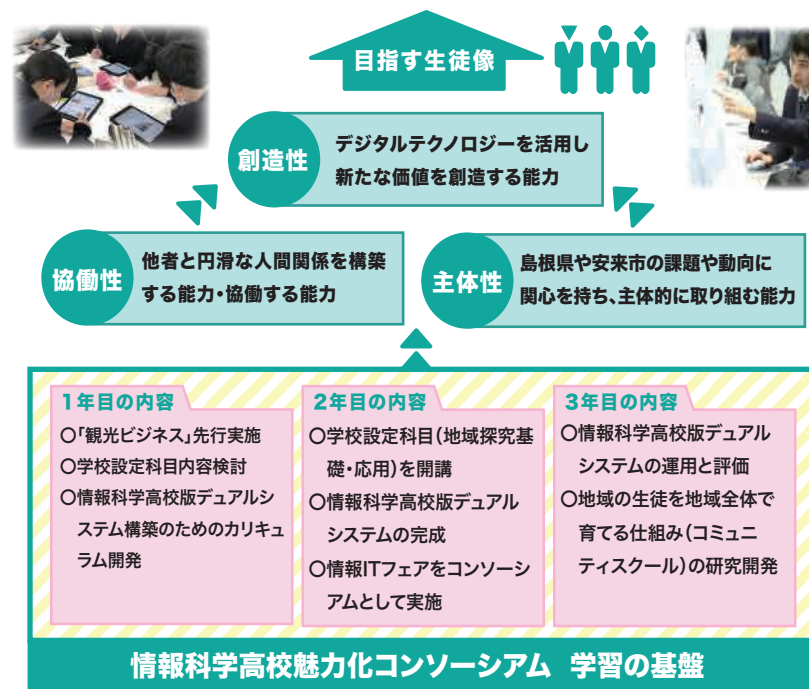 目指す生徒像
創造性
デジタルテクノロジーを活用し
新たな価値を創造する能力
協働性
他者と円滑な人間関係を構築
する能力・協働する能力
主体性
島根県や安来市の課題や動向に
関心を持ち、主体的に取り組む能力
1年目の内容
○「観光ビジネス」先行実施
○学校設定科目内容検討
○情報科学高校版デュアルシ
ステム構築のためのカリキュ
ラム開発
2年目の内容
○学校設定科目(地域探究基
礎・応用)を開講
○情報科学高校版デュアル
システムの完成
○情報ITフェアをコンソーシ
アムとして実施
3年目の内容
○情報科学高校版デュアル
システムの運用と評価
○地域の生徒を地域全体で
育てる仕組み(コミュニ
ティスクール)の研究開発
情報科学高校魅力化コンソーシアム 学習の基盤